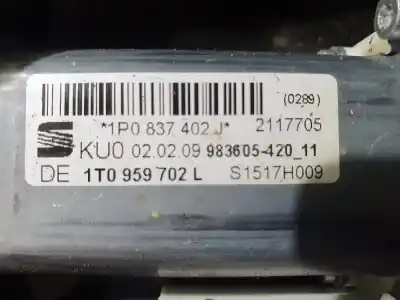 (0289)
*1P0 837 402 J* 2117705
KU0 02.02.09 983605-420_11
DE 1T0 959 702 L S1517H009